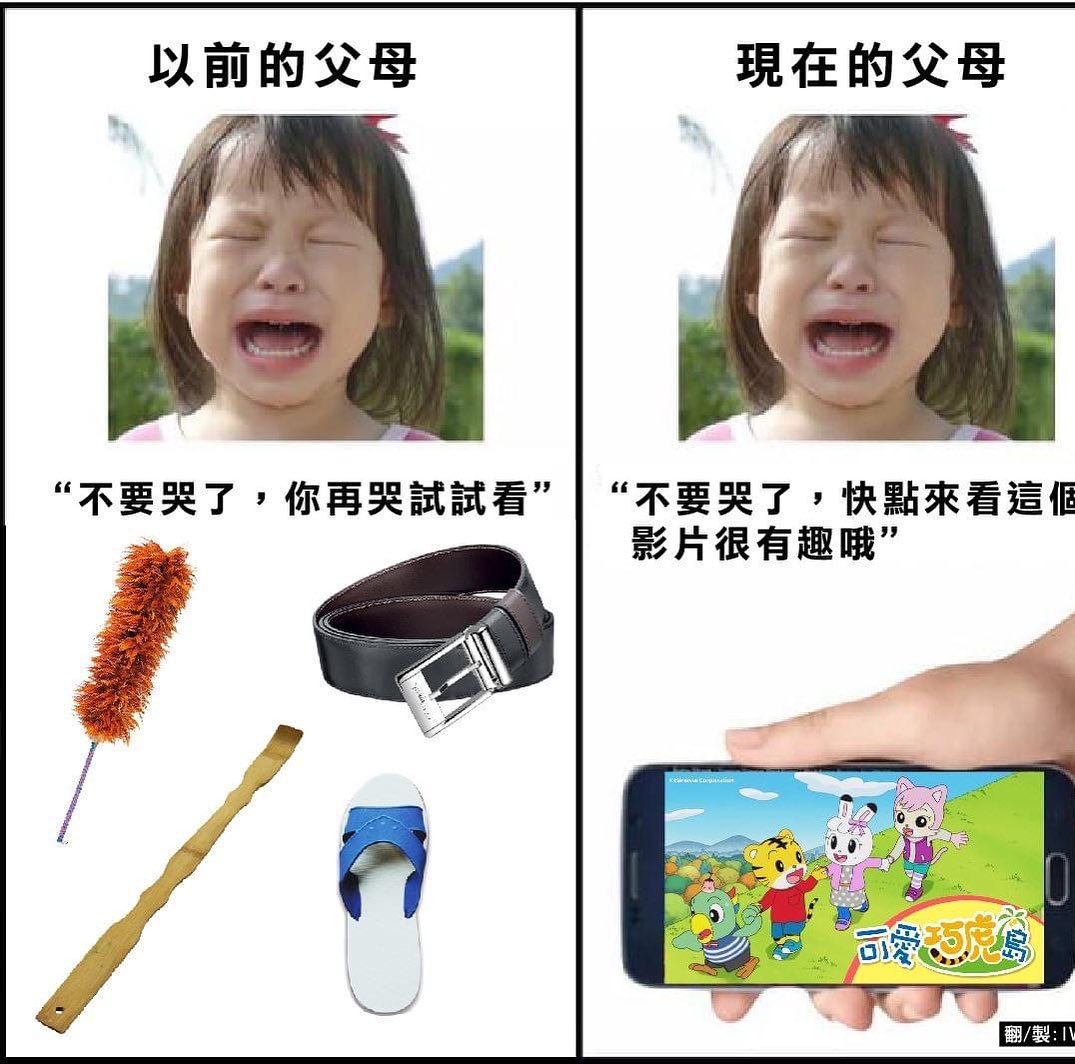 以前的父母
“不要哭了，你再哭試試看”
現在的父母
“不要哭了，快點來看這個
影片很有趣哦”
可愛巧虎島
翻/製:IV